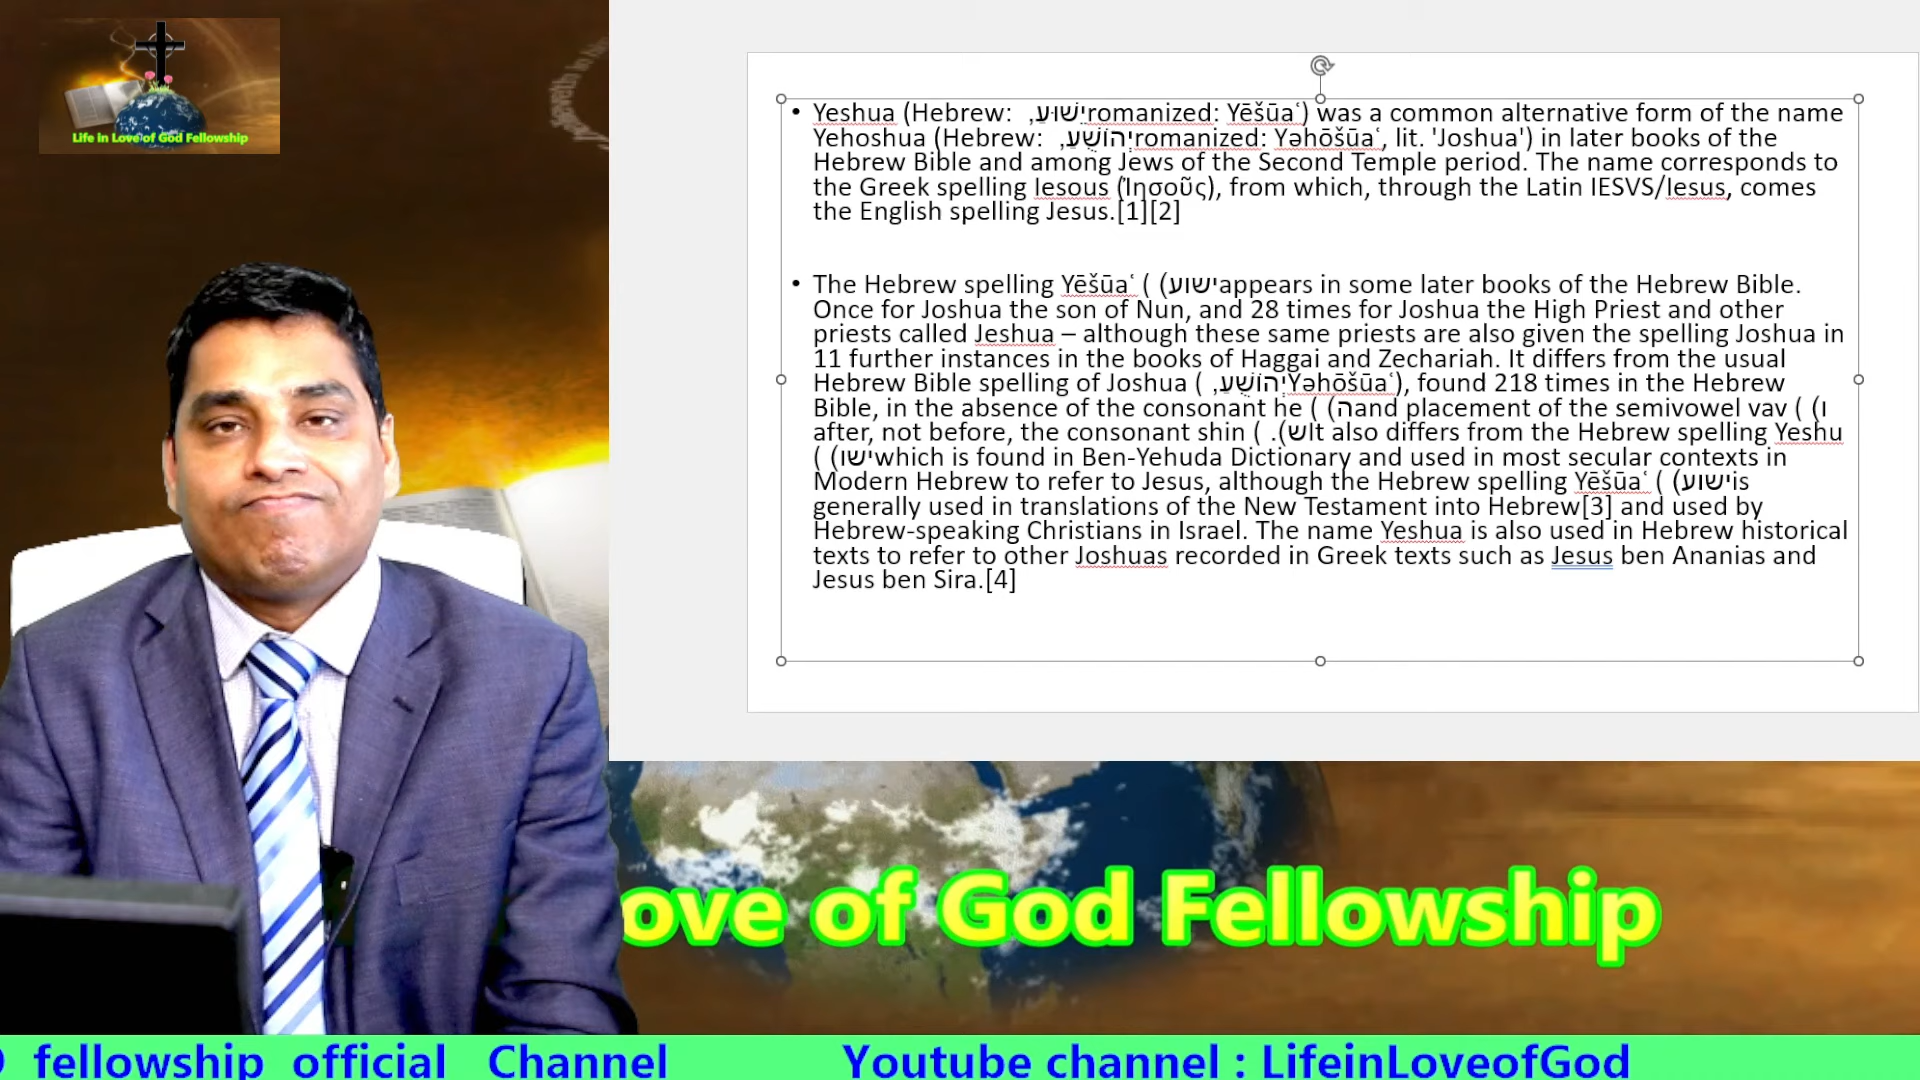 Life in Love of God Fellowship
• Yeshua (Hebrew: יֵשׁוּעַ, romanized: Yēšūaʿ) was a common alternative form of the name
Yehoshua (Hebrew: יְהוֹשֻׁעַ, romanized: Yəhōšūaʿ, lit. 'Joshua') in later books of the
Hebrew Bible and among Jews of the Second Temple period. The name corresponds to
the Greek spelling Iesous (Ἰησοῦς), from which, through the Latin IESVS/Iesus, comes
the English spelling Jesus.[1][2]
• The Hebrew spelling Yēšūaʿ ( (ישועappears in some later books of the Hebrew Bible.
Once for Joshua the son of Nun, and 28 times for Joshua the High Priest and other
priests called Jeshua – although these same priests are also given the spelling Joshua in
11 further instances in the books of Haggai and Zechariah. It differs from the usual
Hebrew Bible spelling of Joshua ( יְהוֹשֻׁעַ, Yəhōšūaʿ), found 218 times in the Hebrew
Bible, in the absence of the consonant he ( (הand placement of the semivowel vav ( (ו
after, not before, the consonant shin ( .(שIt also differs from the Hebrew spelling Yeshu
( (ישוwhich is found in Ben-Yehuda Dictionary and used in most secular contexts in
Modern Hebrew to refer to Jesus, although the Hebrew spelling Yēšūaʿ ( (ישועis
generally used in translations of the New Testament into Hebrew[3] and used by
Hebrew-speaking Christians in Israel. The name Yeshua is also used in Hebrew historical
texts to refer to other Joshuas recorded in Greek texts such as Jesus ben Ananias and
Jesus ben Sira.[4]
ove of God Fellowship
fellowship official Channel Youtube channel : LifeinLoveofGod